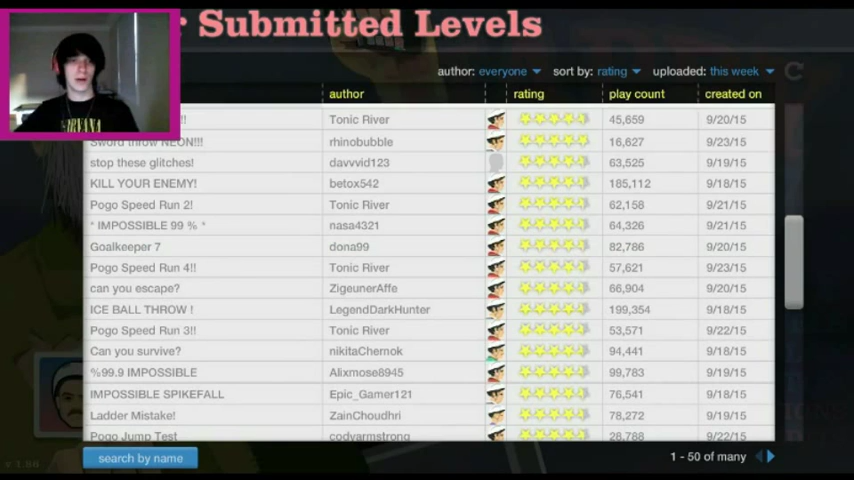 r Submitted Levels
author: everyone sort by: rating uploaded: this week
author rating play count created on
!! Tonic River 45,659 9/20/15
Sword throw NEON!!! rhinobubble 16,627 9/23/15
stop these glitches! davvvid123 63,525 9/19/15
KILL YOUR ENEMY! betox542 185,112 9/18/15
Pogo Speed Run 2! Tonic River 62,158 9/21/15
* IMPOSSIBLE 99 % * nasa4321 64,326 9/21/15
Goalkeeper 7 dona99 82,786 9/20/15
Pogo Speed Run 4!! Tonic River 57,621 9/23/15
can you escape? ZigeunerAffe 66,904 9/20/15
ICE BALL THROW ! LegendDarkHunter 199,354 9/18/15
Pogo Speed Run 3!! Tonic River 53,571 9/22/15
Can you survive? nikitaChernok 94,441 9/18/15
%99.9 IMPOSSIBLE Alixmose8945 99,783 9/19/15
IMPOSSIBLE SPIKEFALL Epic_Gamer121 76,541 9/18/15
Ladder Mistake! ZainChoudhri 78,272 9/19/15
Pogo Jump Test codyarmstrong 28,788 9/22/15
search by name 1 - 50 of many
NIRVANA